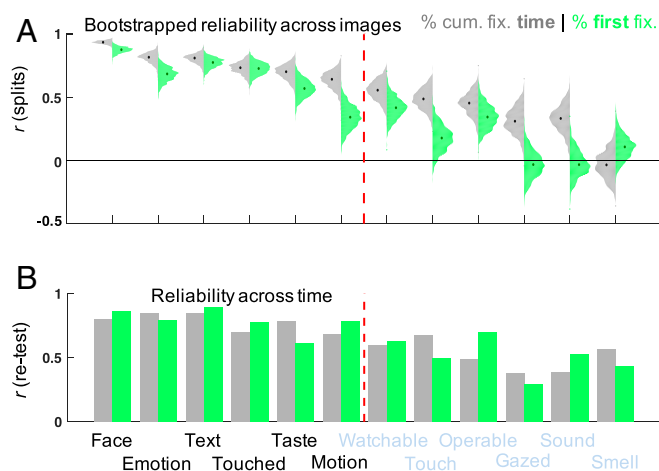 A
Bootstrapped reliability across images
% cum. fix. time | % first fix.
r (splits)
1
0.5
0
-0.5
B
Reliability across time
r (re-test)
1
0.5
0
Face Text Taste Watchable Operable Sound
Emotion Touched Motion Touch Gazed Smell